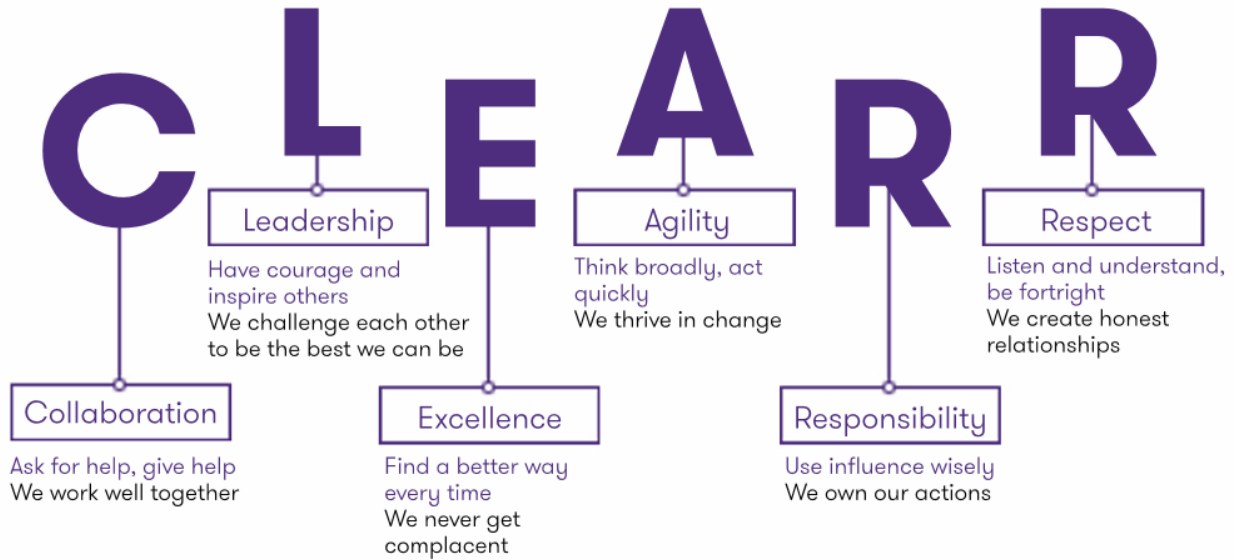 C L E A R R
Collaboration
Ask for help, give help
We work well together
Leadership
Have courage and
inspire others
We challenge each other
to be the best we can be
Excellence
Find a better way
every time
We never get
complacent
Agility
Think broadly, act
quickly
We thrive in change
Responsibility
Use influence wisely
We own our actions
Respect
Listen and understand,
be fortright
We create honest
relationships